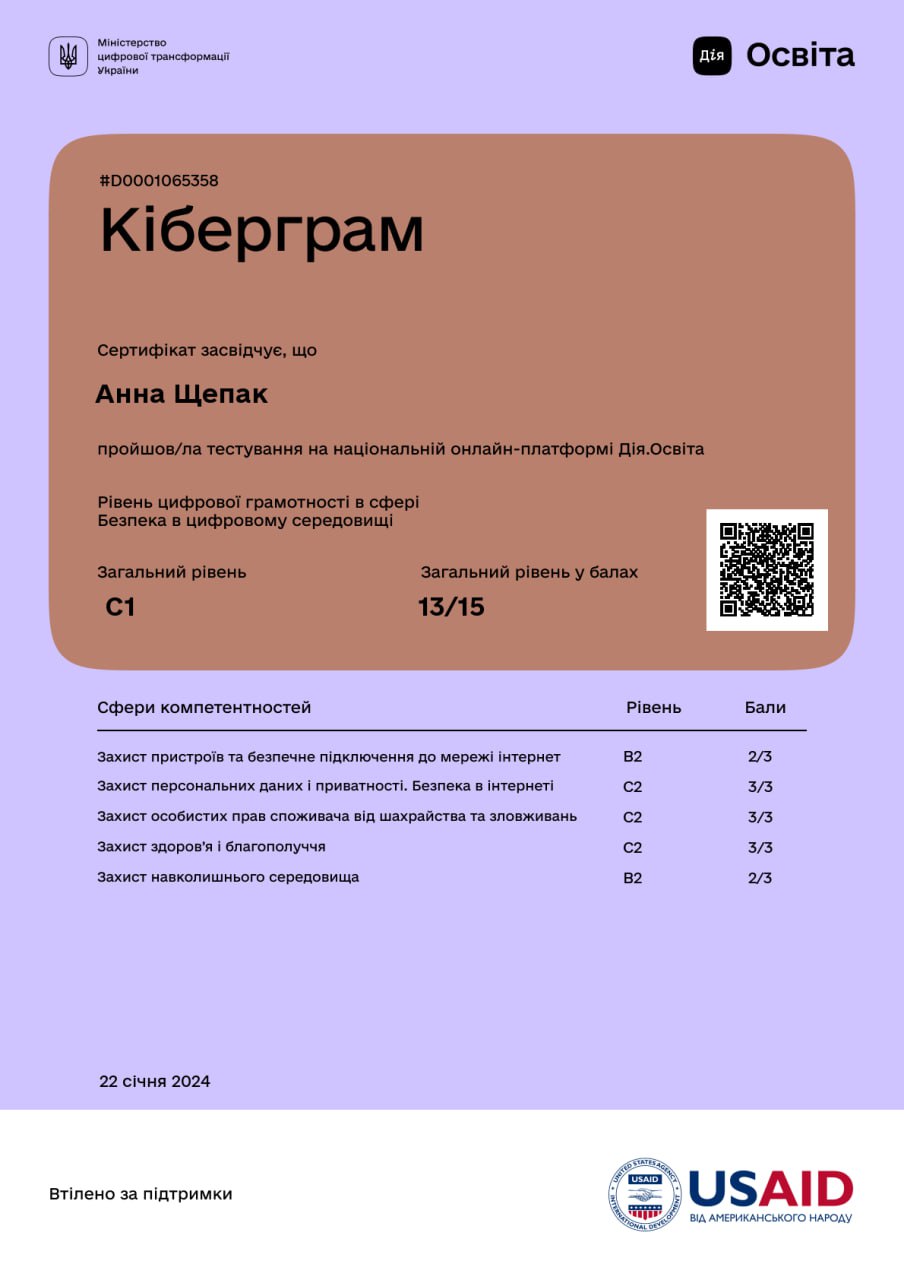 Міністерство
цифрової трансформації
України
Дія Освіта
#D0001065358
Кіберграм
Сертифікат засвідчує, що
Анна Щепак
пройшов/ла тестування на національній онлайн-платформі Дія.Освіта
Рівень цифрової грамотності в сфері
Безпека в цифровому середовищі
Загальний рівень Загальний рівень у балах
C1 13/15
Сфери компетентностей Рівень Бали
Захист пристроїв та безпечне підключення до мережі інтернет B2 2/3
Захист персональних даних і приватності. Безпека в інтернеті C2 3/3
Захист особистих прав споживача від шахрайства та зловживань C2 3/3
Захист здоров'я і благополуччя C2 3/3
Захист навколишнього середовища B2 2/3
22 січня 2024
Втілено за підтримки
UNITED STATES AGENCY
USAID
INTERNATIONAL DEVELOPMENT
USAID
ВІД АМЕРИКАНСЬКОГО НАРОДУ